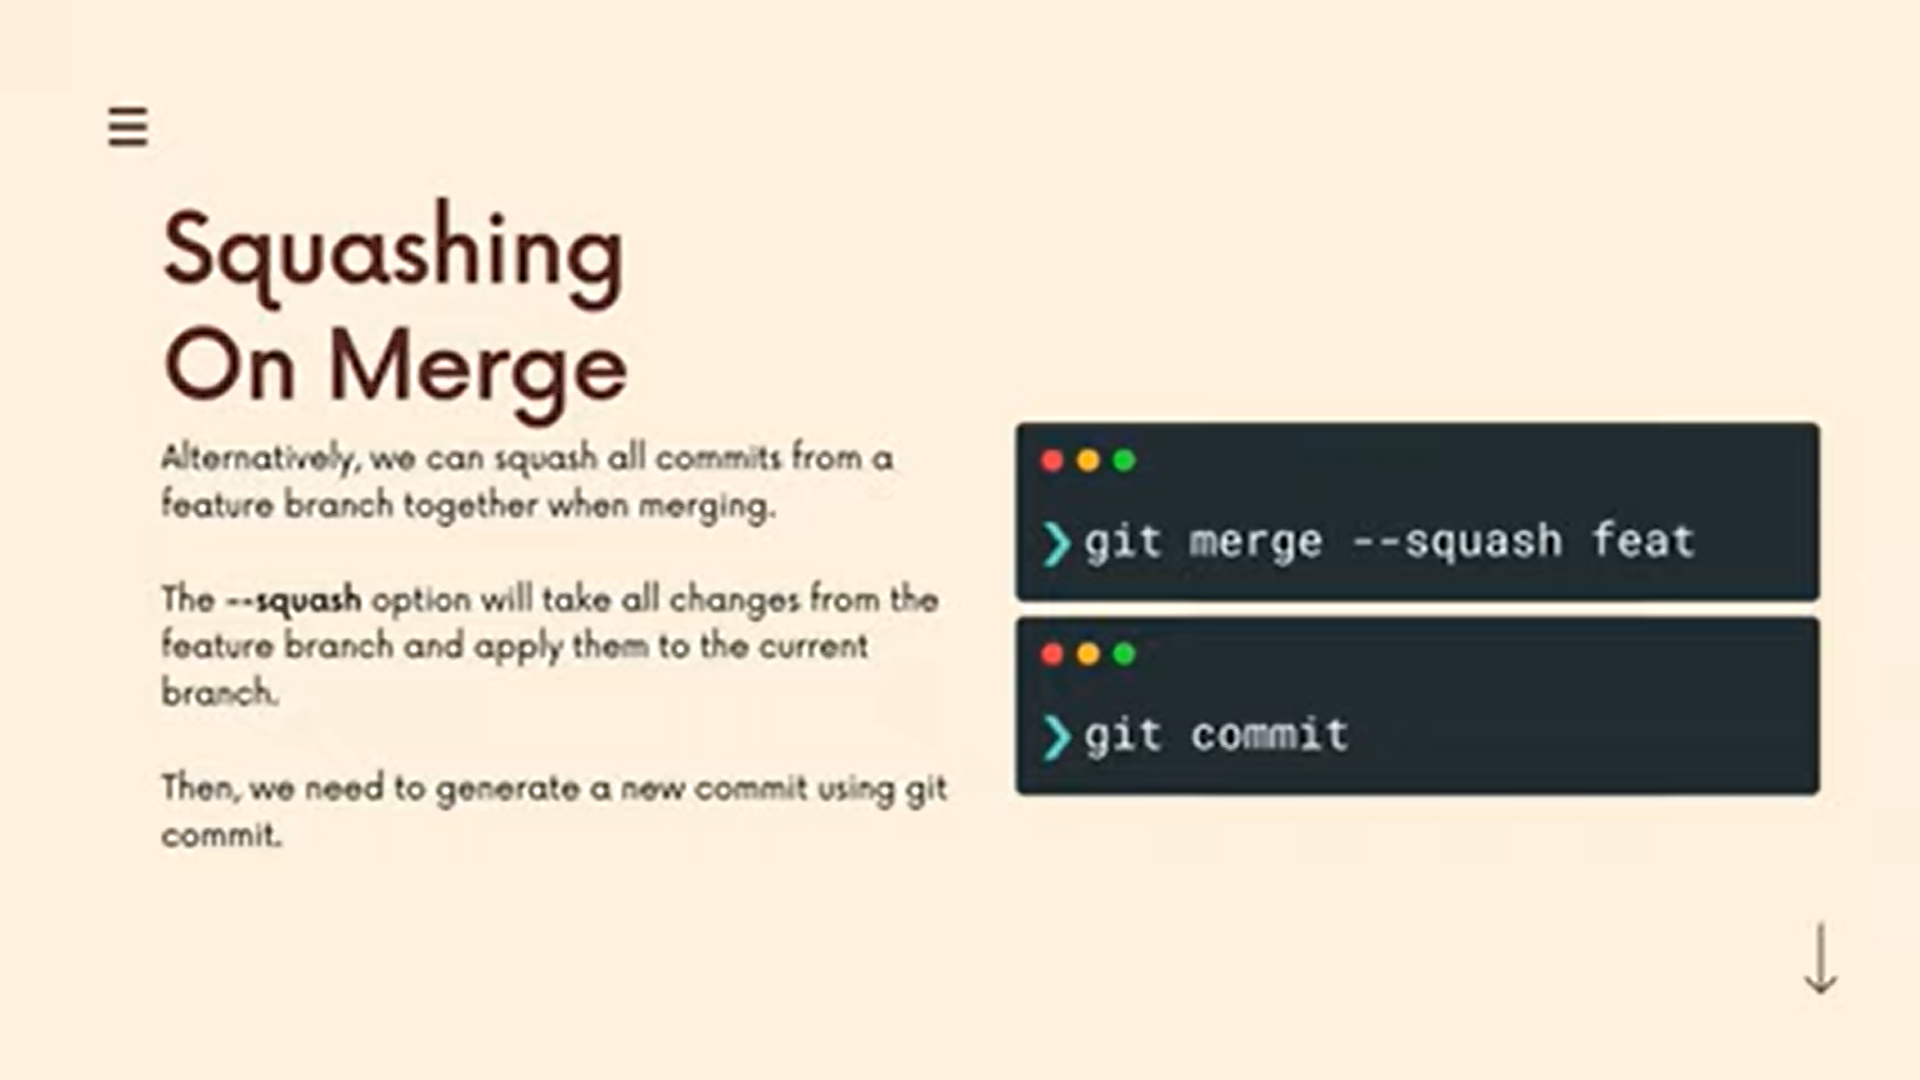 Squashing
On Merge
Alternatively, we can squash all commits from a
feature branch together when merging.
The --squash option will take all changes from the
feature branch and apply them to the current
branch.
Then, we need to generate a new commit using git
commit.
❯ git merge --squash feat
❯ git commit